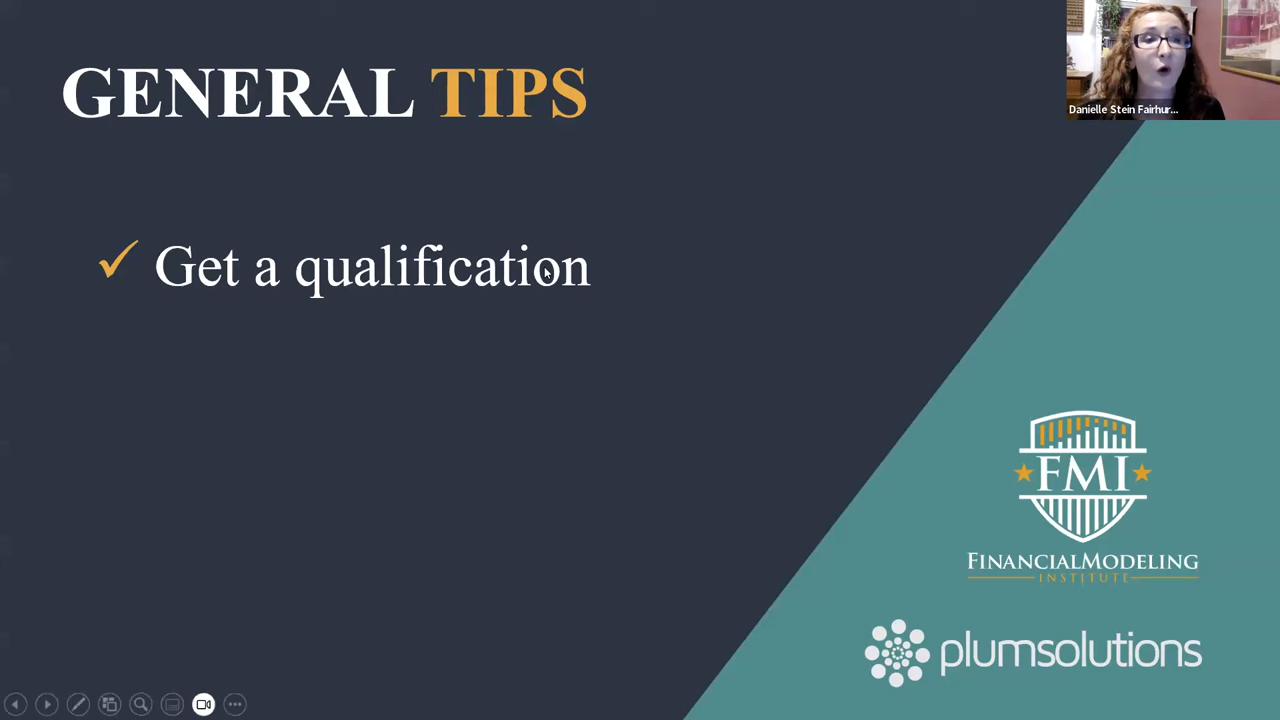 GENERAL TIPS
Danielle Stein Fairhur...
✓ Get a qualification
FMI
FINANCIALMODELING
INSTITUTE
plumsolutions